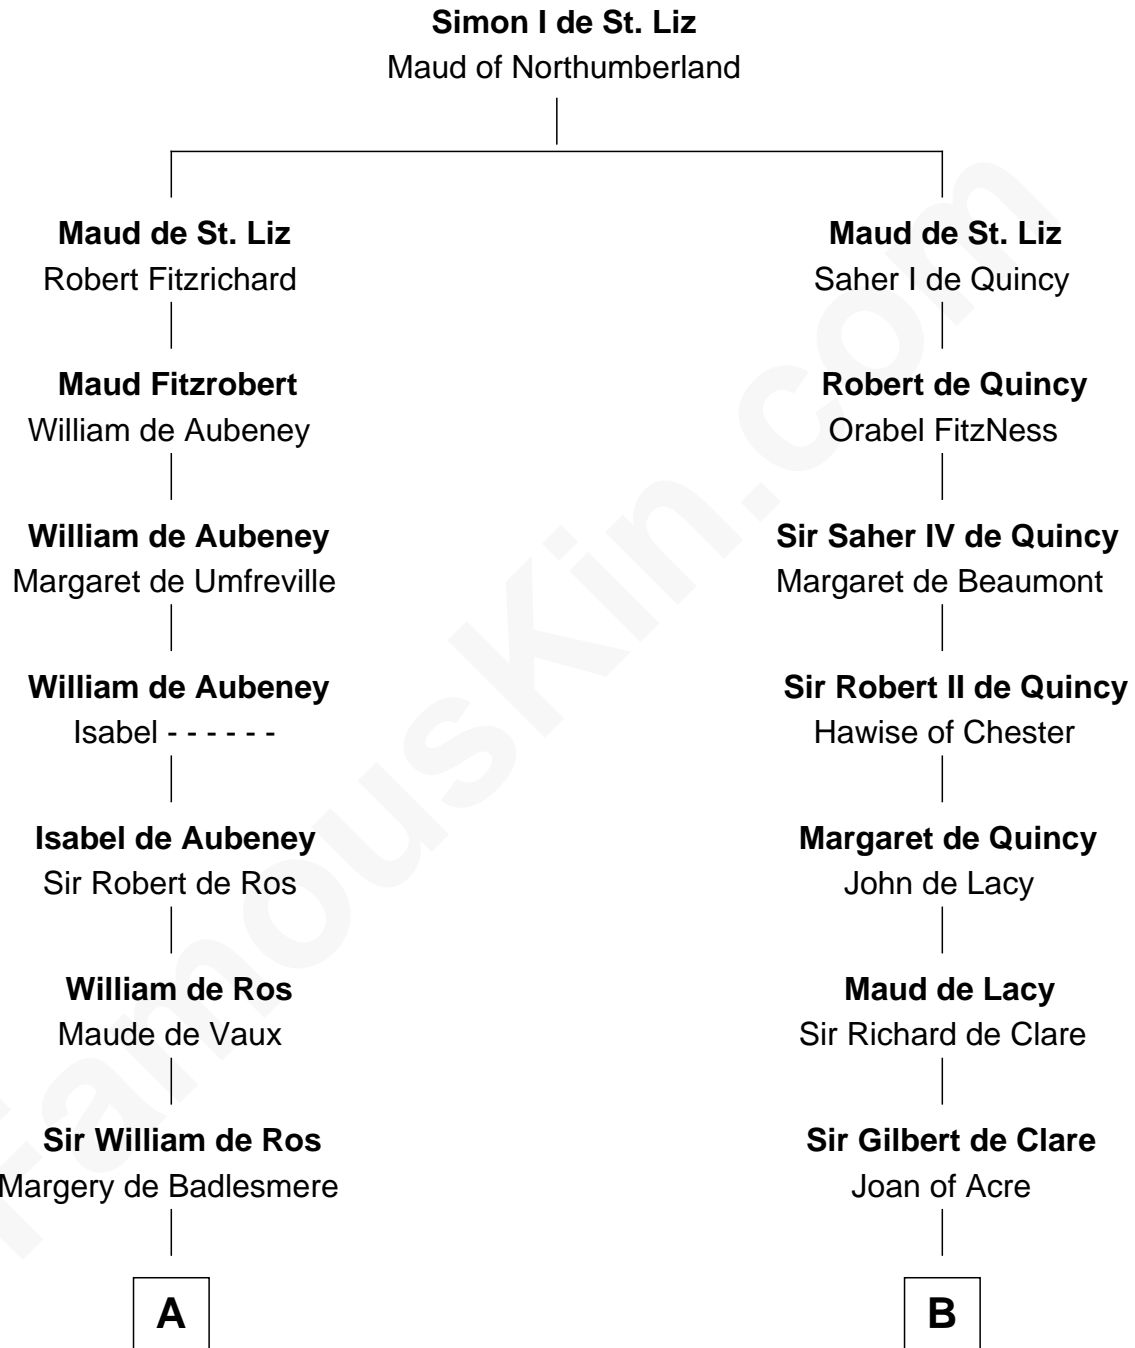 Simon I de St. Liz
Maud of Northumberland
Maud de St. Liz
Robert Fitzrichard
Maud Fitzrobert
William de Aubeney
William de Aubeney
Margaret de Umfreville
William de Aubeney
Isabel - - - - - -
Isabel de Aubeney
Sir Robert de Ros
William de Ros
Maude de Vaux
Sir William de Ros
Margery de Badlesmere
A
Maud de St. Liz
Saher I de Quincy
Robert de Quincy
Orabel FitzNess
Sir Saher IV de Quincy
Margaret de Beaumont
Sir Robert II de Quincy
Hawise of Chester
Margaret de Quincy
John de Lacy
Maud de Lacy
Sir Richard de Clare
Sir Gilbert de Clare
Joan of Acre
B
FamousKin.com